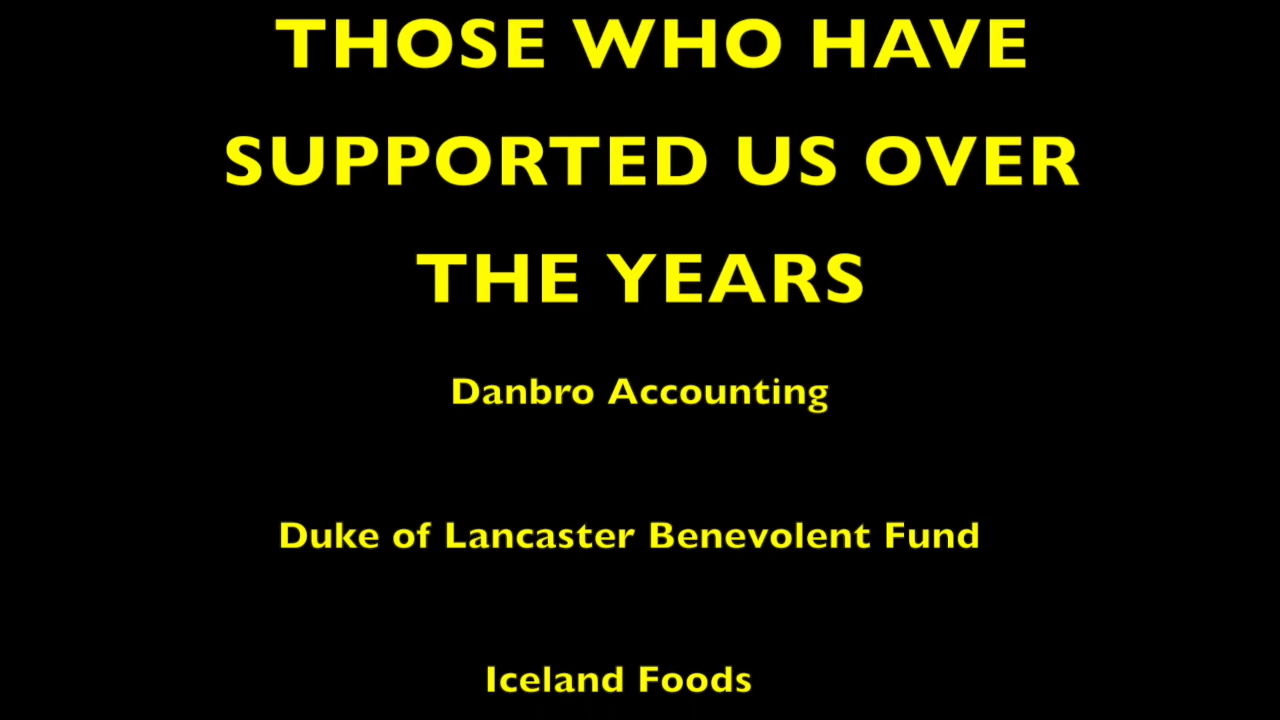 THOSE WHO HAVE
SUPPORTED US OVER
THE YEARS
Danbro Accounting
Duke of Lancaster Benevolent Fund
Iceland Foods